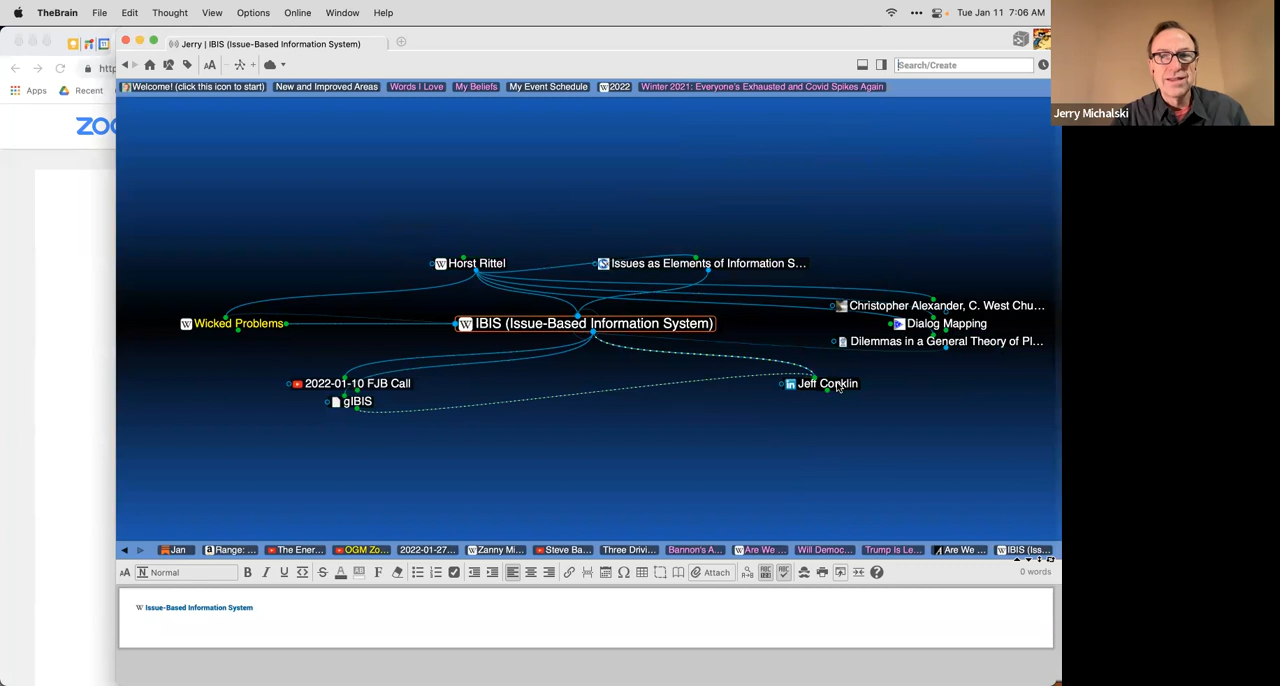 TheBrain File Edit Thought View Options Online Window Help Tue Jan 11 7:06 AM
Jerry | IBIS (Issue-Based Information System)
http
AA Search/Create
Apps Recent
Welcome! (click this icon to start) New and Improved Areas Words I Love My Beliefs My Event Schedule W 2022 Winter 2021: Everyone's Exhausted and Covid Spikes Again
Jerry Michalski
ZOO
W Horst Rittel Issues as Elements of Information S...
Christopher Alexander, C. West Chu...
W Wicked Problems W IBIS (Issue-Based Information System) Dialog Mapping
Dilemmas in a General Theory of Pl...
2022-01-10 FJB Call in Jeff Conklin
gIBIS
Jan a Range: ... The Ener... OGM Zo... 2022-01-27... W Zanny Mi... Steve Ba... Three Drivi... Bannon's A... W Are We ... Will Democ... Trump Is Le... Are We ... W IBIS (Iss...
AA N Normal B I U S A F Attach 0 words
W Issue-Based Information System